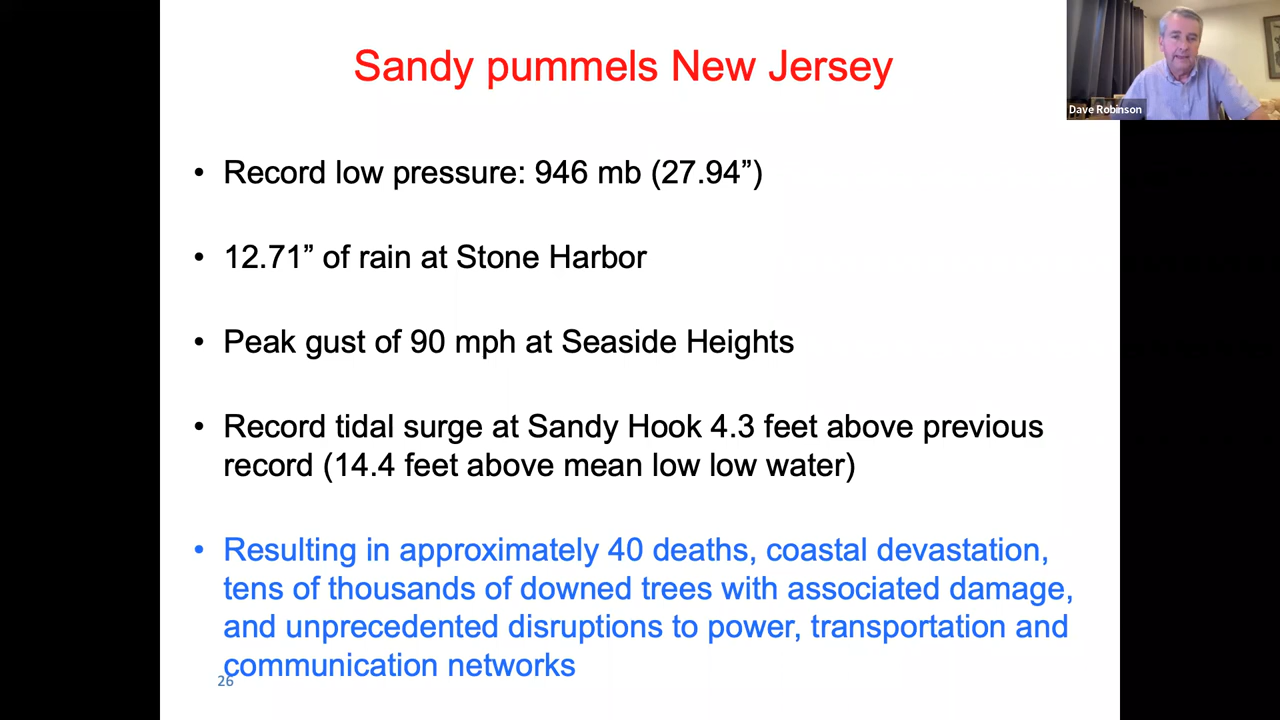 Sandy pummels New Jersey
Dave Robinson
• Record low pressure: 946 mb (27.94”)
• 12.71” of rain at Stone Harbor
• Peak gust of 90 mph at Seaside Heights
• Record tidal surge at Sandy Hook 4.3 feet above previous
record (14.4 feet above mean low low water)
• Resulting in approximately 40 deaths, coastal devastation,
tens of thousands of downed trees with associated damage,
and unprecedented disruptions to power, transportation and
communication networks
26